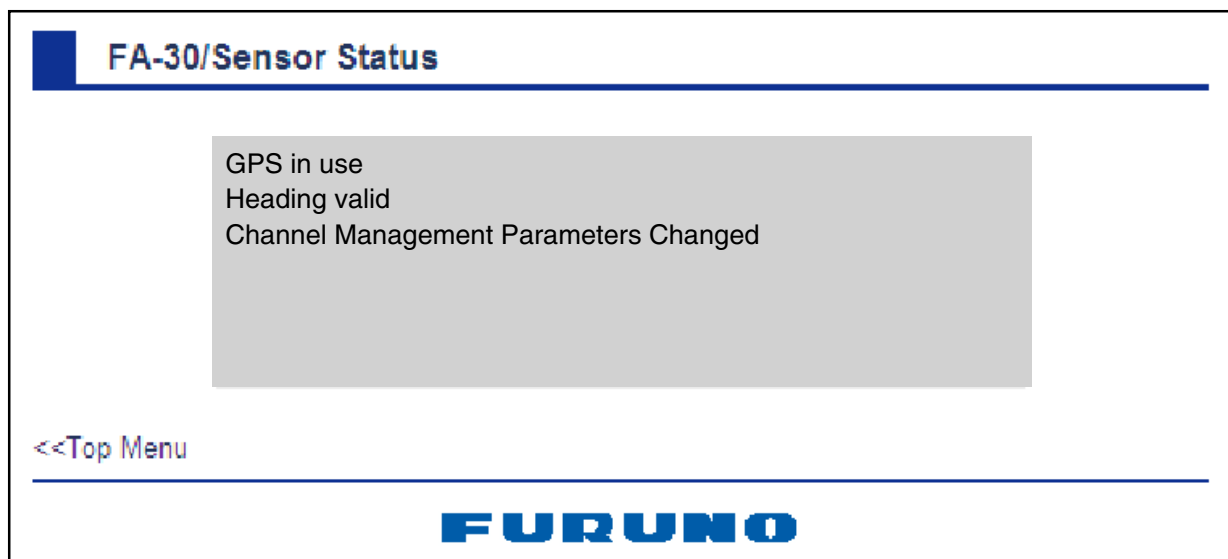 FA-30/Sensor Status
GPS in use
Heading valid
Channel Management Parameters Changed
<<Top Menu
FURUNO